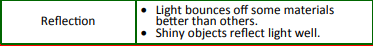 Reflection
• Light bounces off some materials
better than others.
• Shiny objects reflect light well.